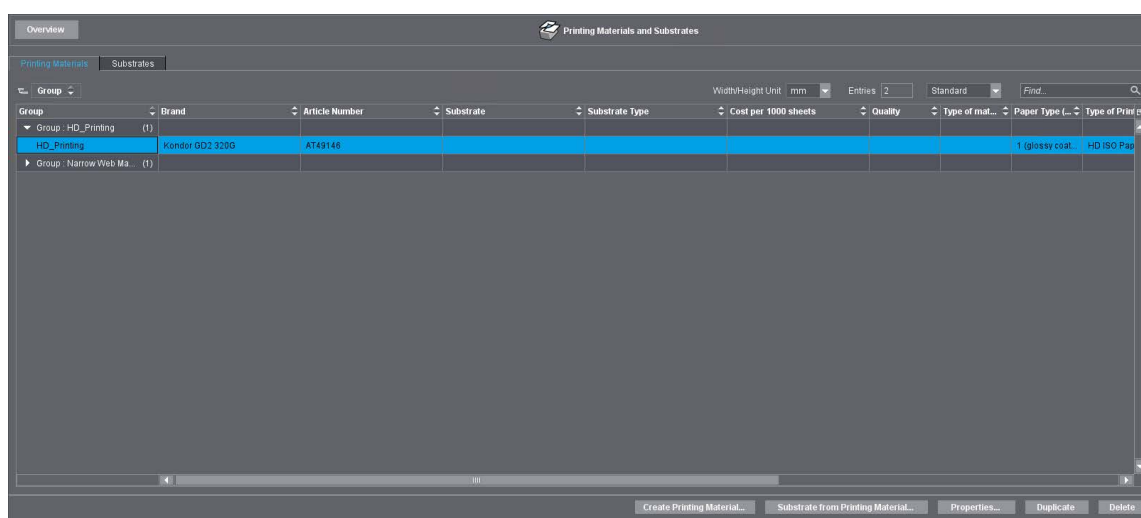 Overview
Printing Materials and Substrates
Printing Materials Substrates
Group Width/Height Unit mm Entries 2 Standard Find...
Group Brand Article Number Substrate Substrate Type Cost per 1000 sheets Quality Type of mat... Paper Type (... Type of Print
Group : HD_Printing (1)
HD_Printing Kondor GD2 320G AT49146 1 (glossy coat... HD ISO Pap
Group : Narrow Web Ma... (1)
Create Printing Material... Substrate from Printing Material... Properties... Duplicate Delete